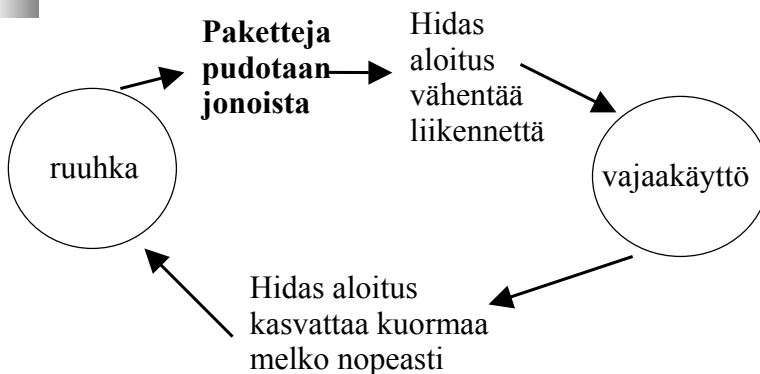 Paketteja
pudotaan
jonoista
Hidas
aloitus
vähentää
liikennettä
ruuhka
vajaakäyttö
Hidas aloitus
kasvattaa kuormaa
melko nopeasti